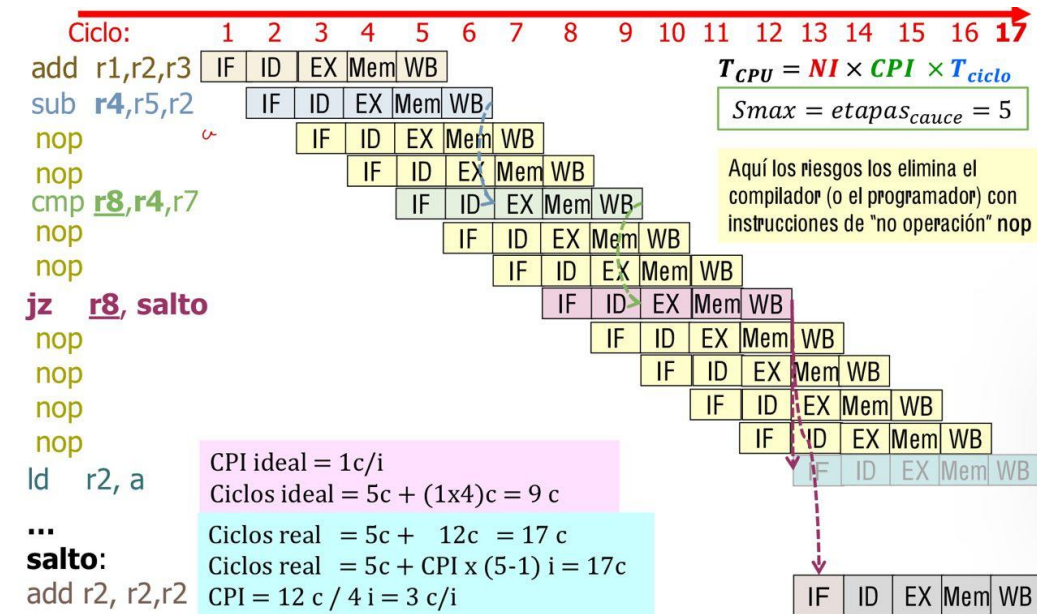 Ciclo: 1 2 3 4 5 6 7 8 9 10 11 12 13 14 15 16 17
add r1,r2,r3 IF ID EX Mem WB
T_CPU = NI × CPI × T_ciclo
sub r4,r5,r2 IF ID EX Mem WB
Smax = etapas_cauce = 5
nop IF ID EX Mem WB
nop IF ID EX Mem WB
Aquí los riesgos los elimina el
compilador (o el programador) con
instrucciones de "no operación" nop
cmp r8,r4,r7 IF ID EX Mem WB
nop IF ID EX Mem WB
nop IF ID EX Mem WB
jz r8, salto IF ID EX Mem WB
nop IF ID EX Mem WB
nop IF ID EX Mem WB
nop IF ID EX Mem WB
nop IF ID EX Mem WB
ld r2, a IF ID EX Mem WB
CPI ideal = 1c/i
Ciclos ideal = 5c + (1x4)c = 9 c
...
Ciclos real = 5c + 12c = 17 c
salto:
Ciclos real = 5c + CPI x (5-1) i = 17c
add r2, r2,r2 IF ID EX Mem WB
CPI = 12 c / 4 i = 3 c/i